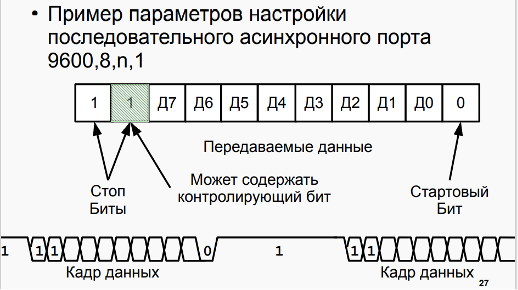 • Пример параметров настройки
последовательного асинхронного порта
9600,8,n,1
1 1 Д7 Д6 Д5 Д4 Д3 Д2 Д1 Д0 0
Передаваемые данные
Стоп
Биты
Может содержать
контролирующий бит
Стартовый
Бит
1 1 1 0 1 1 1
Кадр данных Кадр данных
27